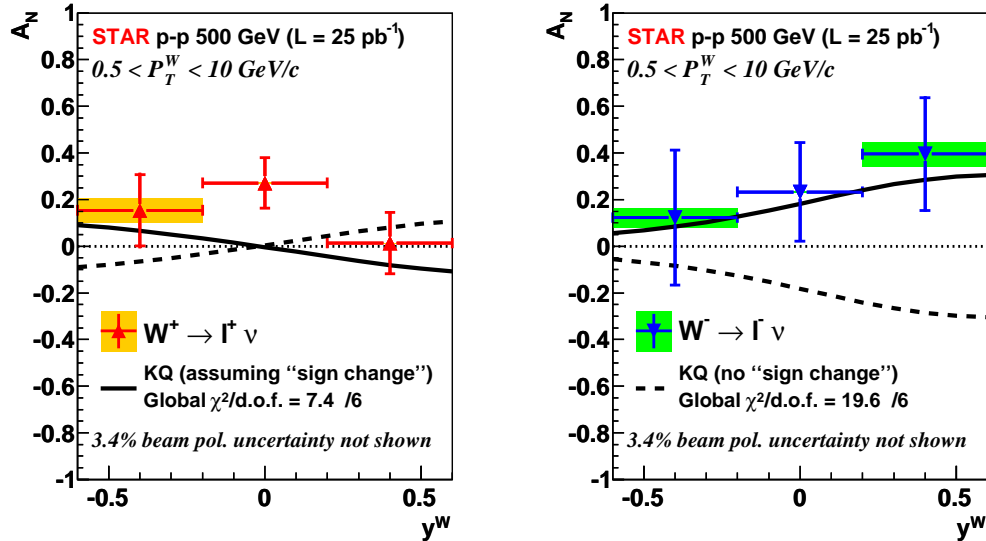 A_N
1
STAR p-p 500 GeV (L = 25 pb⁻¹)
0.8
0.5 < P_T^W < 10 GeV/c
0.6
0.4
0.2
0
-0.2
-0.4
W⁺ → l⁺ ν
-0.6
KQ (assuming “sign change”)
Global χ²/d.o.f. = 7.4 /6
-0.8
3.4% beam pol. uncertainty not shown
-1
-0.5 0 0.5
y^W
A_N
1
STAR p-p 500 GeV (L = 25 pb⁻¹)
0.8
0.5 < P_T^W < 10 GeV/c
0.6
0.4
0.2
0
-0.2
-0.4
W⁻ → l⁻ ν
-0.6
KQ (no “sign change”)
Global χ²/d.o.f. = 19.6 /6
-0.8
3.4% beam pol. uncertainty not shown
-1
-0.5 0 0.5
y^W